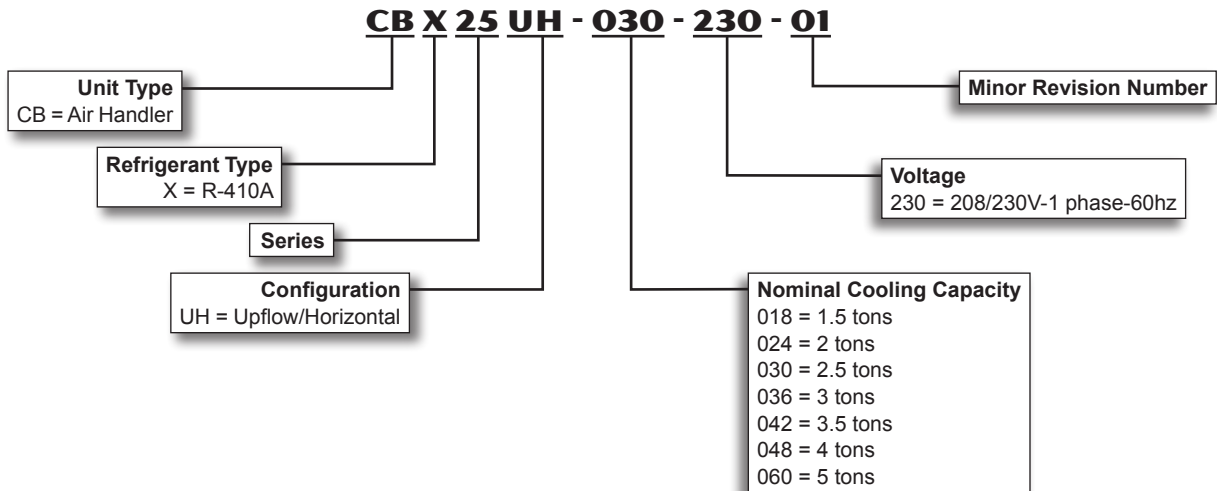 CB X 25 UH - 030 - 230 - 01
Unit Type
CB = Air Handler
Minor Revision Number
Refrigerant Type
X = R-410A
Voltage
230 = 208/230V-1 phase-60hz
Series
Configuration
UH = Upflow/Horizontal
Nominal Cooling Capacity
018 = 1.5 tons
024 = 2 tons
030 = 2.5 tons
036 = 3 tons
042 = 3.5 tons
048 = 4 tons
060 = 5 tons